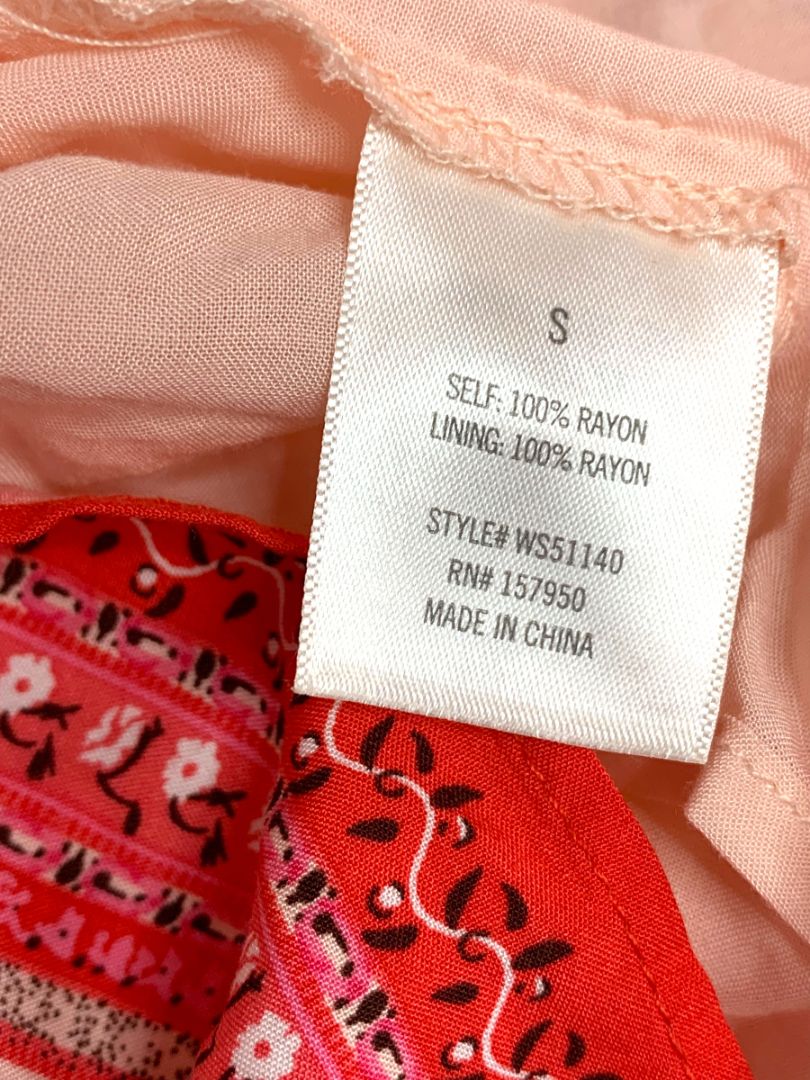 S
SELF: 100% RAYON
LINING: 100% RAYON
STYLE# WS51140
RN# 157950
MADE IN CHINA